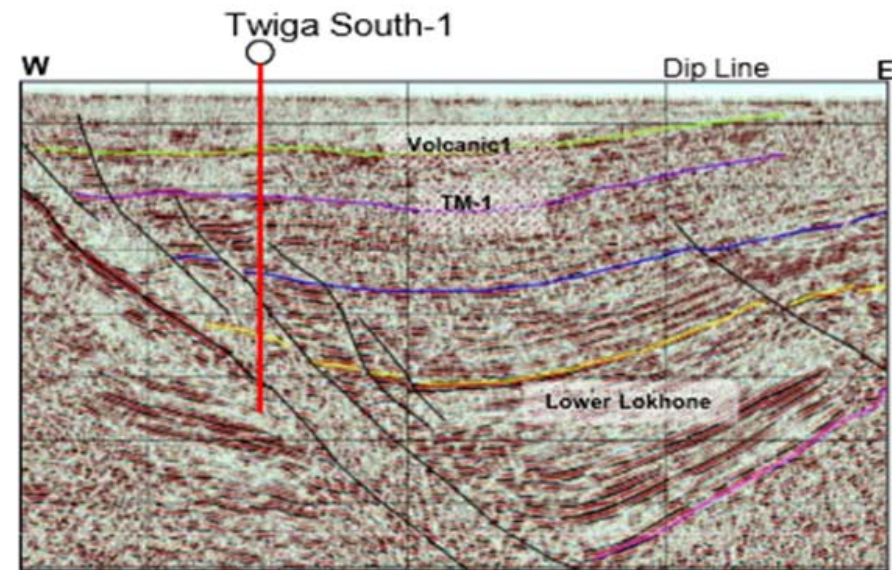 Twiga South-1
W
Dip Line
E
Volcanic1
TM-1
Lower Lokhone